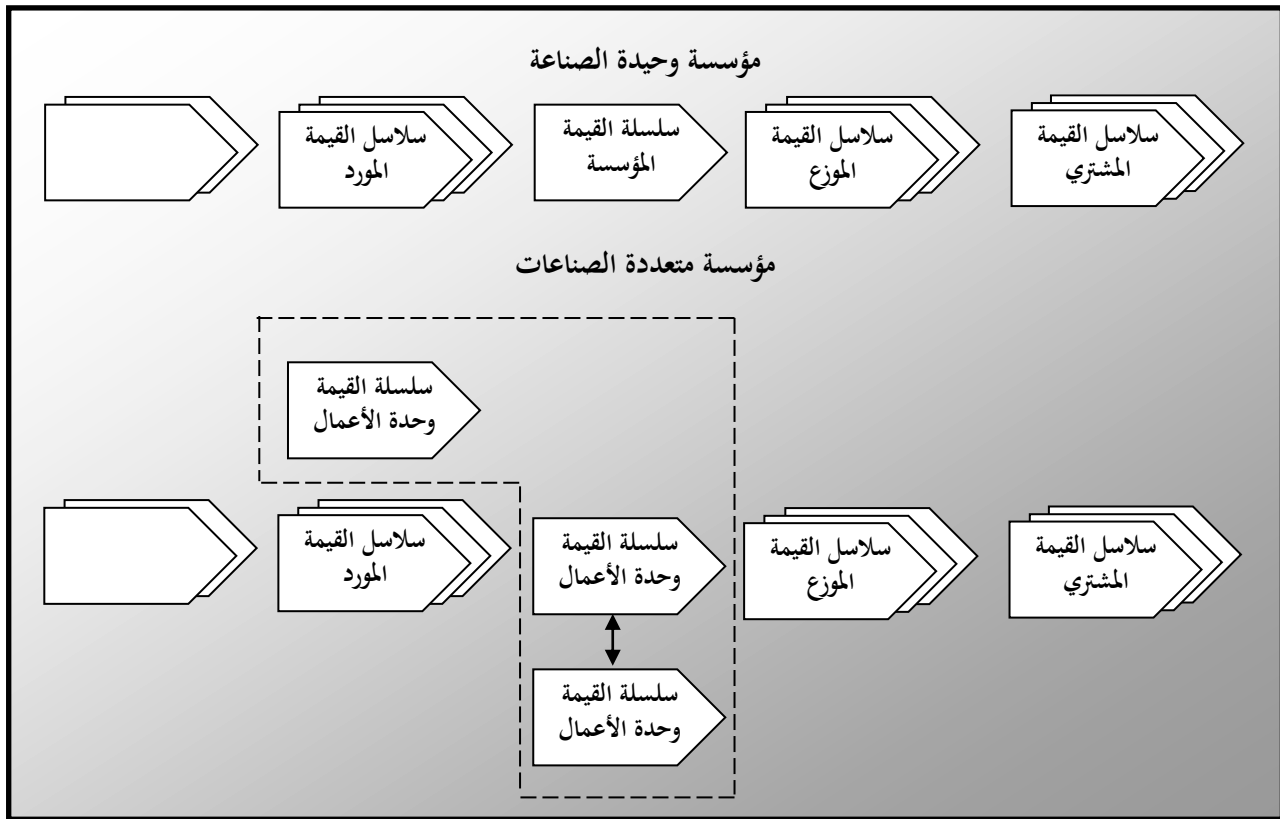 مؤسسة وحيدة الصناعة
سلاسل القيمة
المورد
سلسلة القيمة
المؤسسة
سلاسل القيمة
الموزع
سلاسل القيمة
المشتري
مؤسسة متعددة الصناعات
سلسلة القيمة
وحدة الأعمال
سلاسل القيمة
المورد
سلسلة القيمة
وحدة الأعمال
سلاسل القيمة
الموزع
سلاسل القيمة
المشتري
سلسلة القيمة
وحدة الأعمال